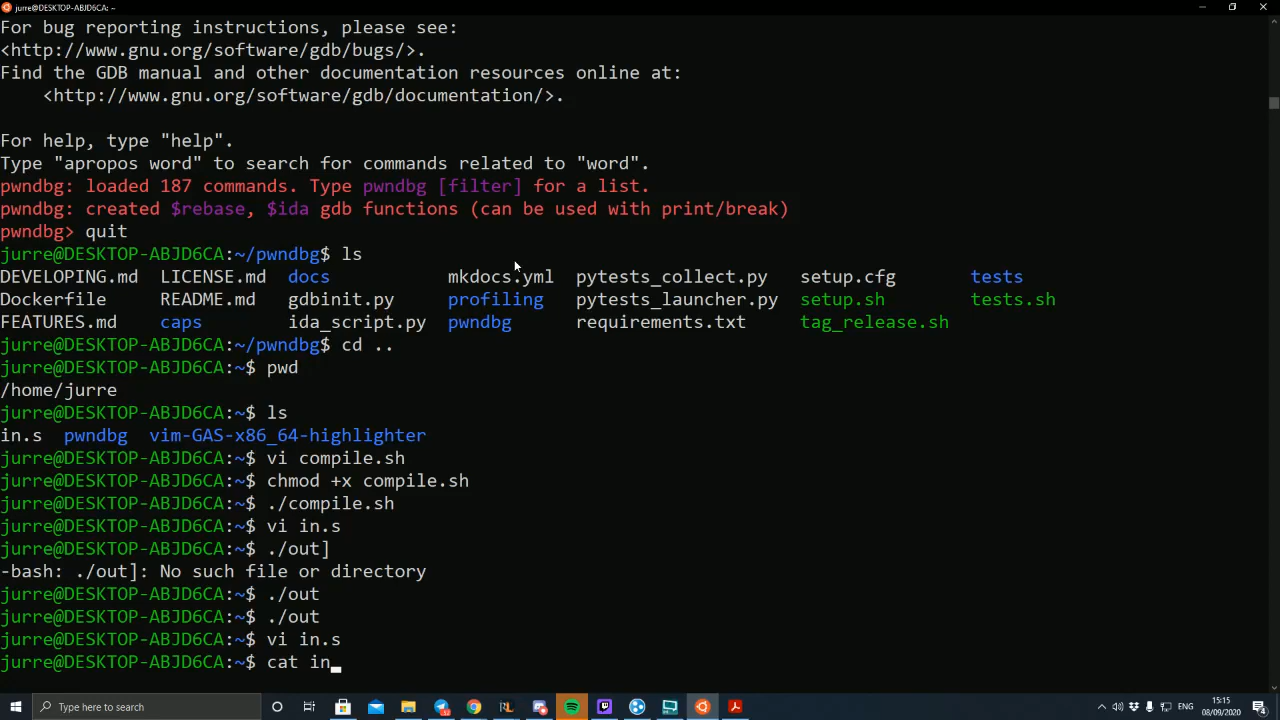 jurre@DESKTOP-ABJD6CA: ~
For bug reporting instructions, please see:
<http://www.gnu.org/software/gdb/bugs/>.
Find the GDB manual and other documentation resources online at:
    <http://www.gnu.org/software/gdb/documentation/>.
For help, type "help".
Type "apropos word" to search for commands related to "word".
pwndbg: loaded 187 commands. Type pwndbg [filter] for a list.
pwndbg: created $rebase, $ida gdb functions (can be used with print/break)
pwndbg> quit
jurre@DESKTOP-ABJD6CA:~/pwndbg$ ls
DEVELOPING.md  LICENSE.md  docs  mkdocs.yml  pytests_collect.py  setup.cfg  tests
Dockerfile  README.md  gdbinit.py  profiling  pytests_launcher.py  setup.sh  tests.sh
FEATURES.md  caps  ida_script.py  pwndbg  requirements.txt  tag_release.sh
jurre@DESKTOP-ABJD6CA:~/pwndbg$ cd ..
jurre@DESKTOP-ABJD6CA:~$ pwd
/home/jurre
jurre@DESKTOP-ABJD6CA:~$ ls
in.s  pwndbg  vim-GAS-x86_64-highlighter
jurre@DESKTOP-ABJD6CA:~$ vi compile.sh
jurre@DESKTOP-ABJD6CA:~$ chmod +x compile.sh
jurre@DESKTOP-ABJD6CA:~$ ./compile.sh
jurre@DESKTOP-ABJD6CA:~$ vi in.s
jurre@DESKTOP-ABJD6CA:~$ ./out]
-bash: ./out]: No such file or directory
jurre@DESKTOP-ABJD6CA:~$ ./out
jurre@DESKTOP-ABJD6CA:~$ ./out
jurre@DESKTOP-ABJD6CA:~$ vi in.s
jurre@DESKTOP-ABJD6CA:~$ cat in
Type here to search
ENG
15:15
08/09/2020